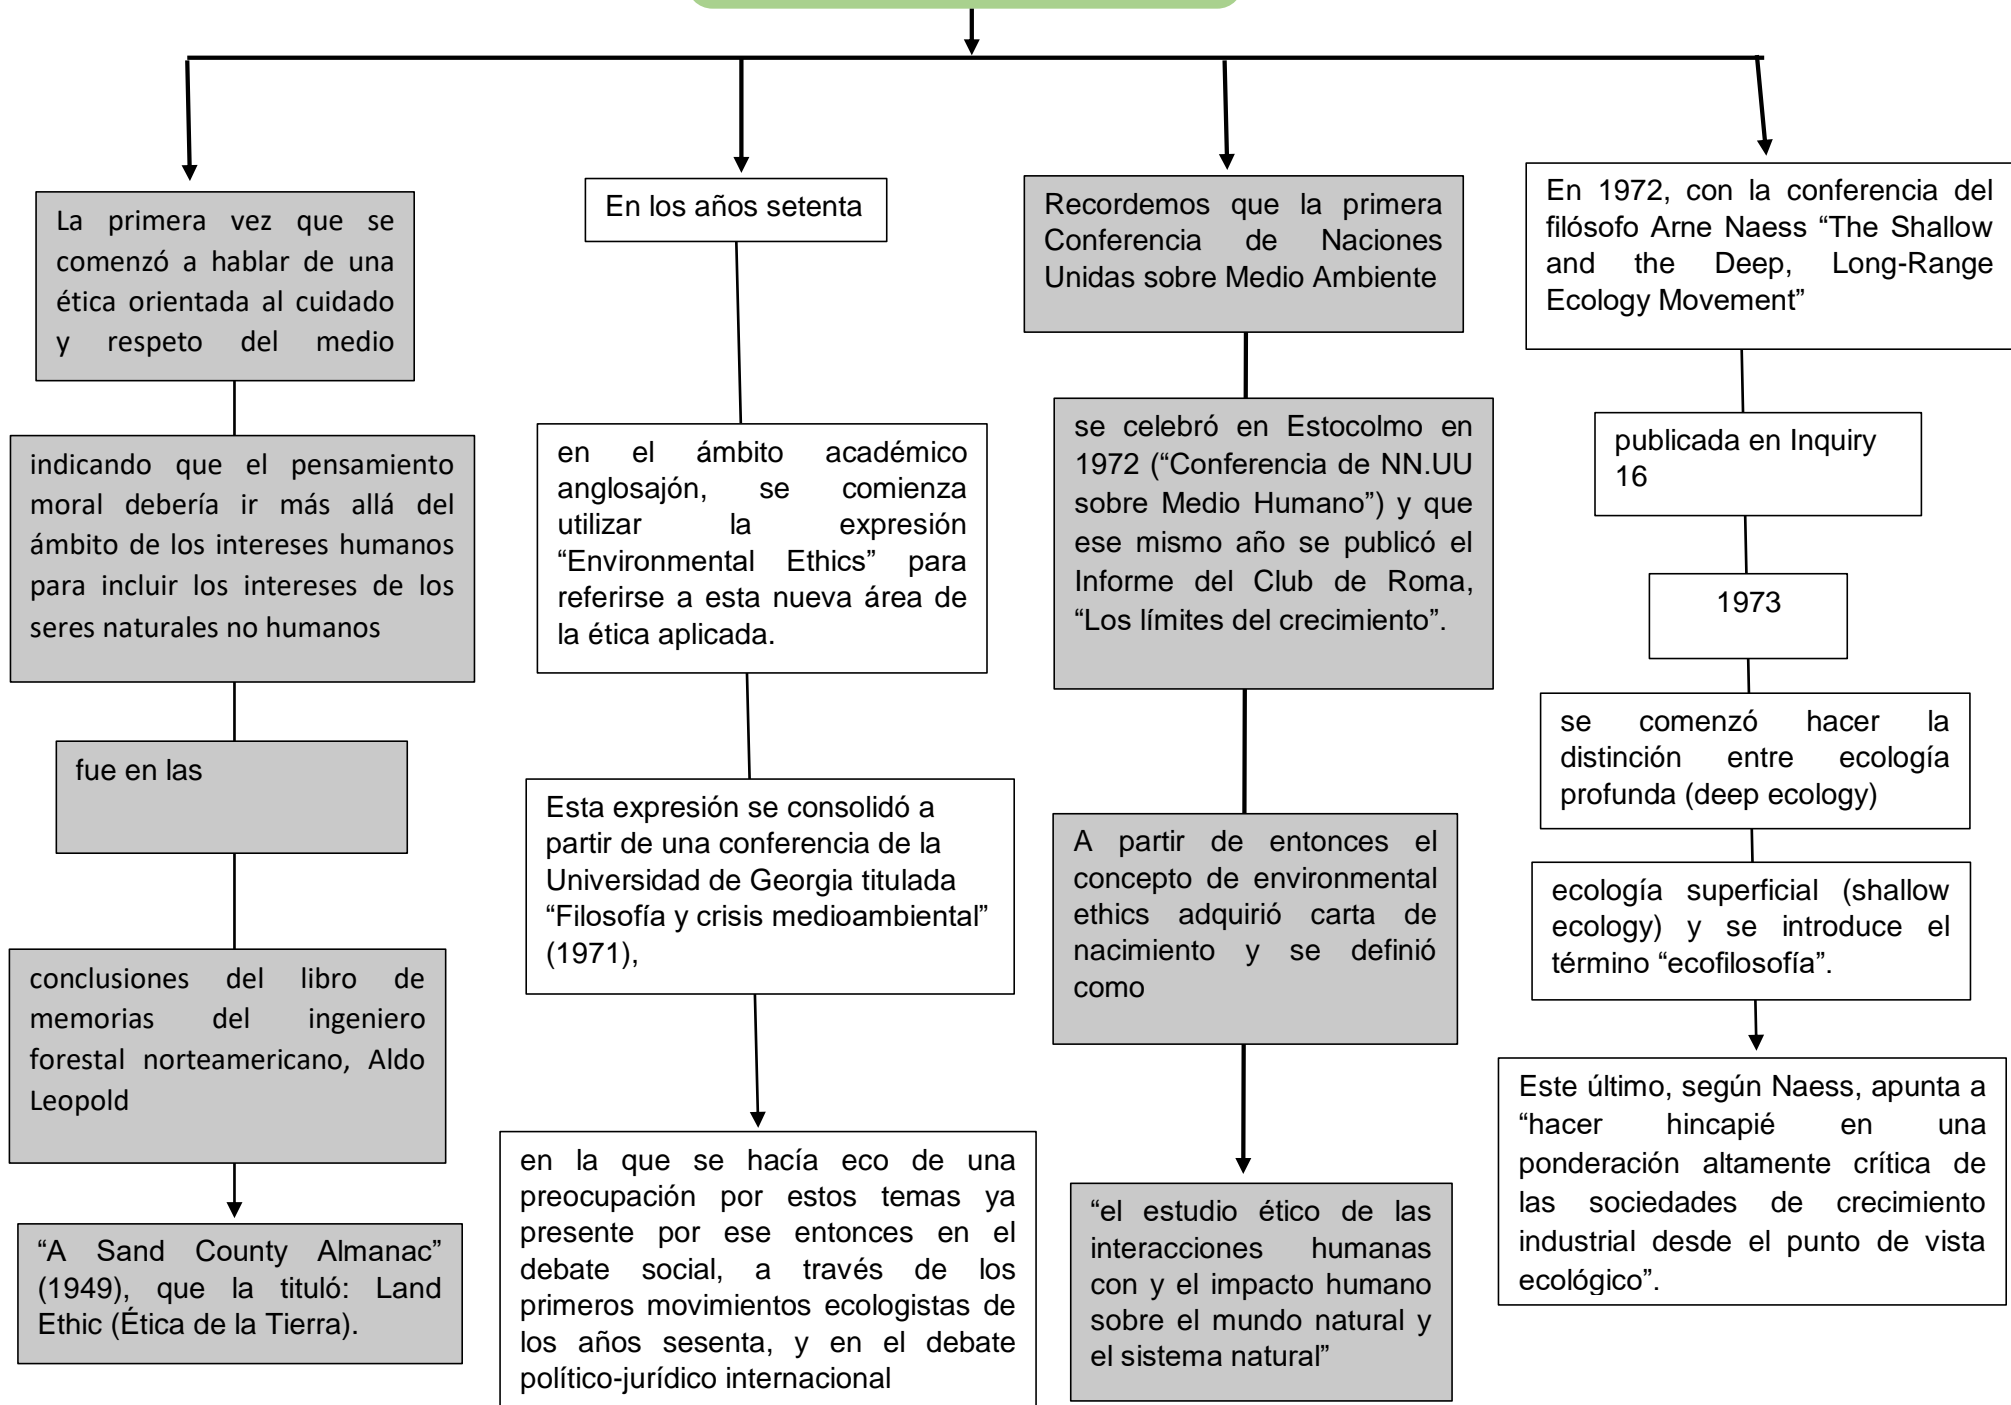 La primera vez que se
comenzó a hablar de una
ética orientada al cuidado
y respeto del medio
indicando que el pensamiento
moral debería ir más allá del
ámbito de los intereses humanos
para incluir los intereses de los
seres naturales no humanos
fue en las
conclusiones del libro de
memorias del ingeniero
forestal norteamericano, Aldo
Leopold
“A Sand County Almanac”
(1949), que la tituló: Land
Ethic (Ética de la Tierra).
En los años setenta
en el ámbito académico
anglosajón, se comienza
utilizar la expresión
“Environmental Ethics” para
referirse a esta nueva área de
la ética aplicada.
Esta expresión se consolidó a
partir de una conferencia de la
Universidad de Georgia titulada
“Filosofía y crisis medioambiental”
(1971),
en la que se hacía eco de una
preocupación por estos temas ya
presente por ese entonces en el
debate social, a través de los
primeros movimientos ecologistas de
los años sesenta, y en el debate
político-jurídico internacional
Recordemos que la primera
Conferencia de Naciones
Unidas sobre Medio Ambiente
se celebró en Estocolmo en
1972 (“Conferencia de NN.UU
sobre Medio Humano”) y que
ese mismo año se publicó el
Informe del Club de Roma,
“Los límites del crecimiento”.
A partir de entonces el
concepto de environmental
ethics adquirió carta de
nacimiento y se definió
como
“el estudio ético de las
interacciones humanas
con y el impacto humano
sobre el mundo natural y
el sistema natural”
En 1972, con la conferencia del
filósofo Arne Naess “The Shallow
and the Deep, Long-Range
Ecology Movement”
publicada en Inquiry
16
1973
se comenzó hacer la
distinción entre ecología
profunda (deep ecology)
ecología superficial (shallow
ecology) y se introduce el
término “ecofilosofía”.
Este último, según Naess, apunta a
“hacer hincapié en una
ponderación altamente crítica de
las sociedades de crecimiento
industrial desde el punto de vista
ecológico”.